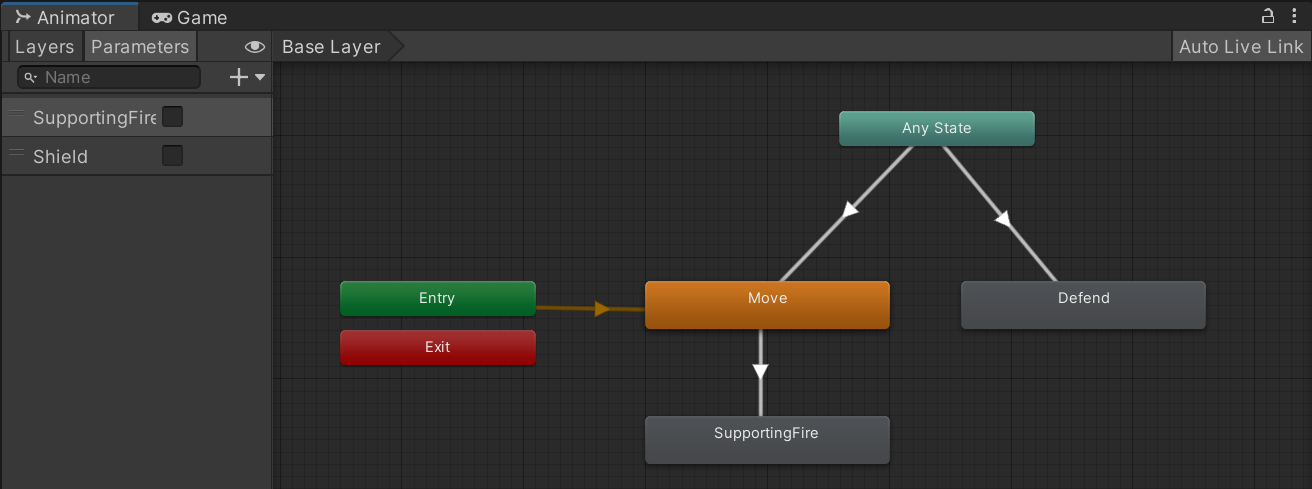 Animator Game
Layers Parameters Base Layer Auto Live Link
Name
SupportingFire
Shield
Any State
Entry
Move
Defend
Exit
SupportingFire